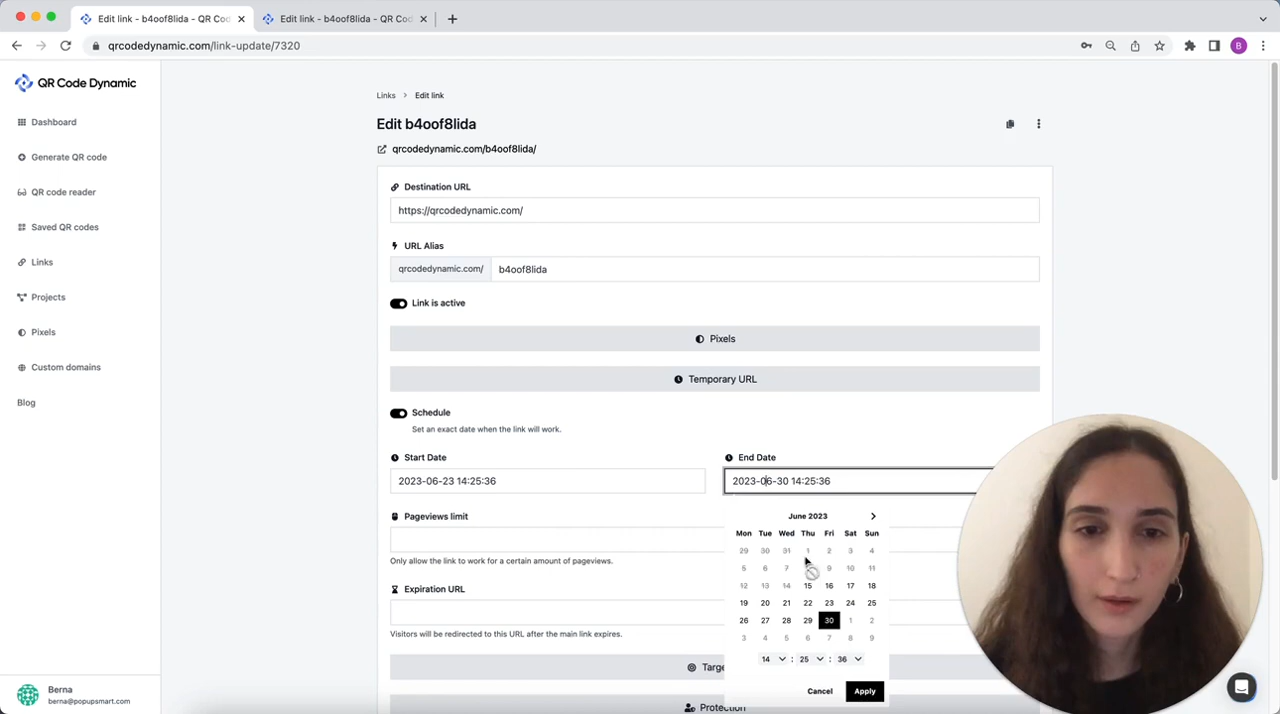 Edit link - b4oof8lida - QR Coc
Edit link - b4oof8lida - QR Coc
qrcodedynamic.com/link-update/7320
B
QR Code Dynamic
Dashboard
Generate QR code
QR code reader
Saved QR codes
Links
Projects
Pixels
Custom domains
Blog
Berna
berna@popupsmart.com
Links > Edit link
Edit b4oof8lida
qrcodedynamic.com/b4oof8lida/
Destination URL
https://qrcodedynamic.com/
URL Alias
qrcodedynamic.com/ b4oof8lida
Link is active
Pixels
Temporary URL
Schedule
Set an exact date when the link will work.
Start Date
2023-06-23 14:25:36
End Date
2023-06-30 14:25:36
Pageviews limit
Only allow the link to work for a certain amount of pageviews.
Expiration URL
Visitors will be redirected to this URL after the main link expires.
June 2023
Mon Tue Wed Thu Fri Sat Sun
29 30 31 1 2 3 4
5 6 7 9 10 11
12 13 14 15 16 17 18
19 20 21 22 23 24 25
26 27 28 29 30 1 2
3 4 5 6 7 8 9
14 : 25 : 36
Cancel Apply
Protection